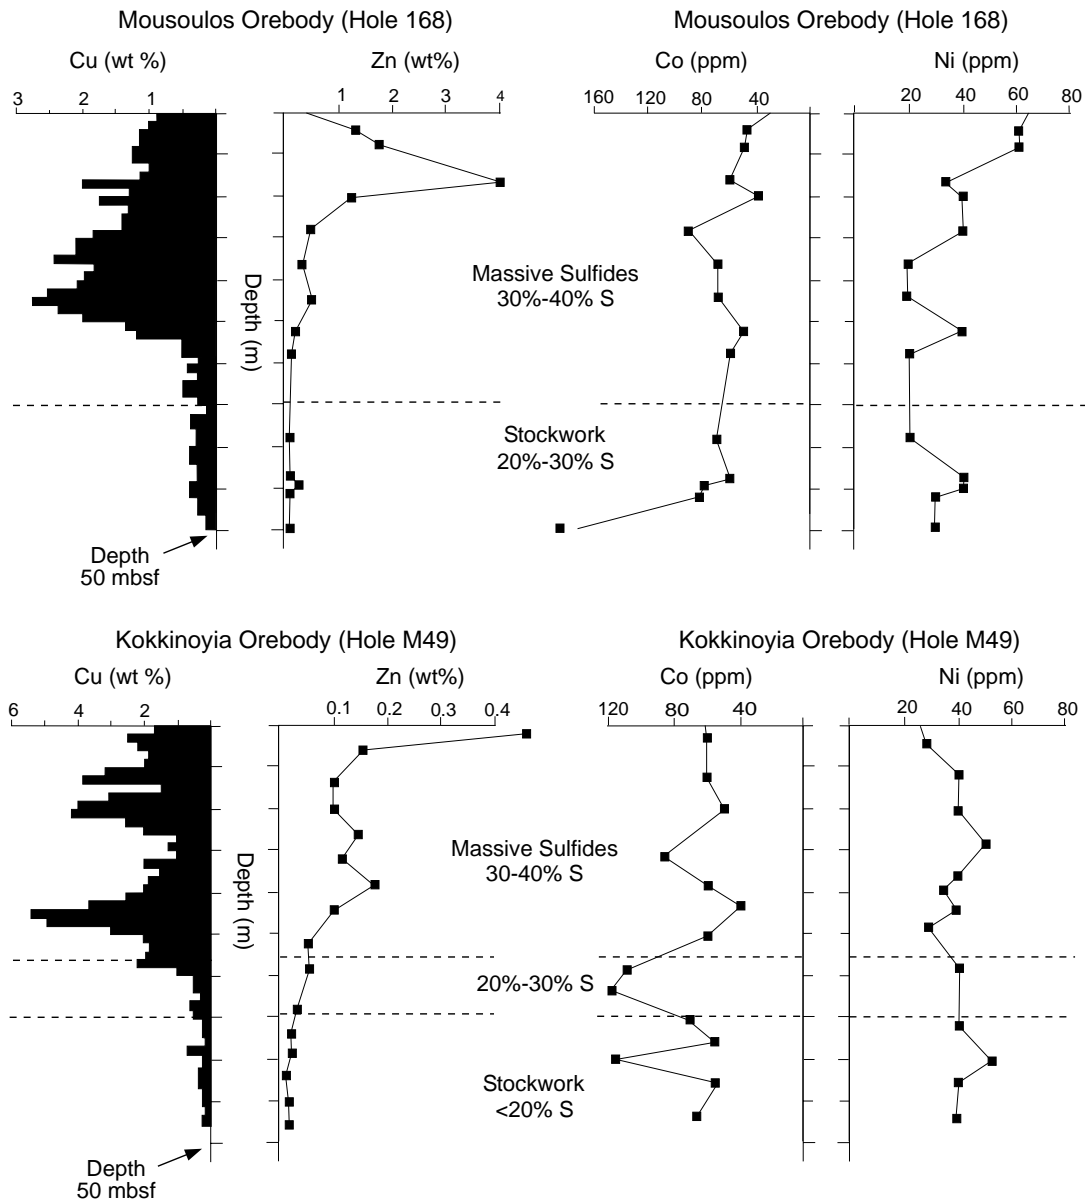 Mousoulos Orebody (Hole 168)
Mousoulos Orebody (Hole 168)
Cu (wt %)
Zn (wt%)
Co (ppm)
Ni (ppm)
3 2 1
1 2 3 4
160 120 80 40
20 40 60 80
Depth (m)
Massive Sulfides
30%-40% S
Stockwork
20%-30% S
Depth
50 mbsf
Kokkinoyia Orebody (Hole M49)
Kokkinoyia Orebody (Hole M49)
Cu (wt %)
Zn (wt%)
Co (ppm)
Ni (ppm)
6 4 2
0.1 0.2 0.3 0.4
120 80 40
20 40 60 80
Depth (m)
Massive Sulfides
30-40% S
20%-30% S
Stockwork
<20% S
Depth
50 mbsf